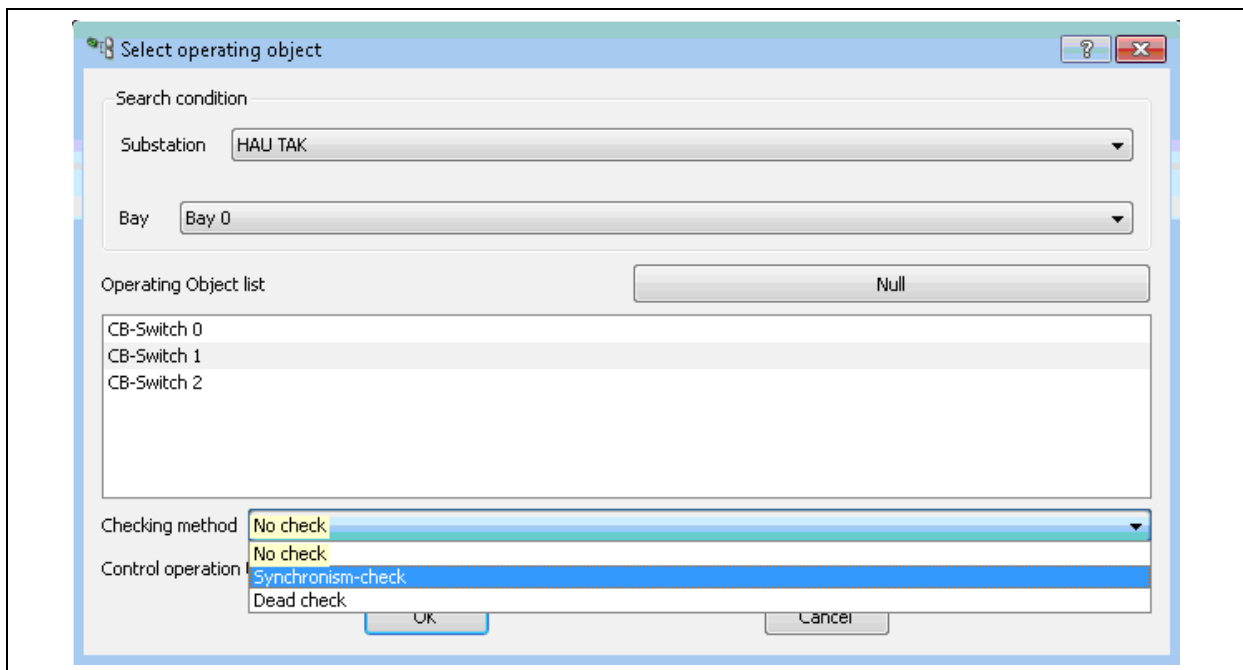 Select operating object
Search condition
Substation HAU TAK
Bay Bay 0
Operating Object list Null
CB-Switch 0
CB-Switch 1
CB-Switch 2
Checking method No check
No check
Control operation
Synchronism-check
Dead check
OK Cancel